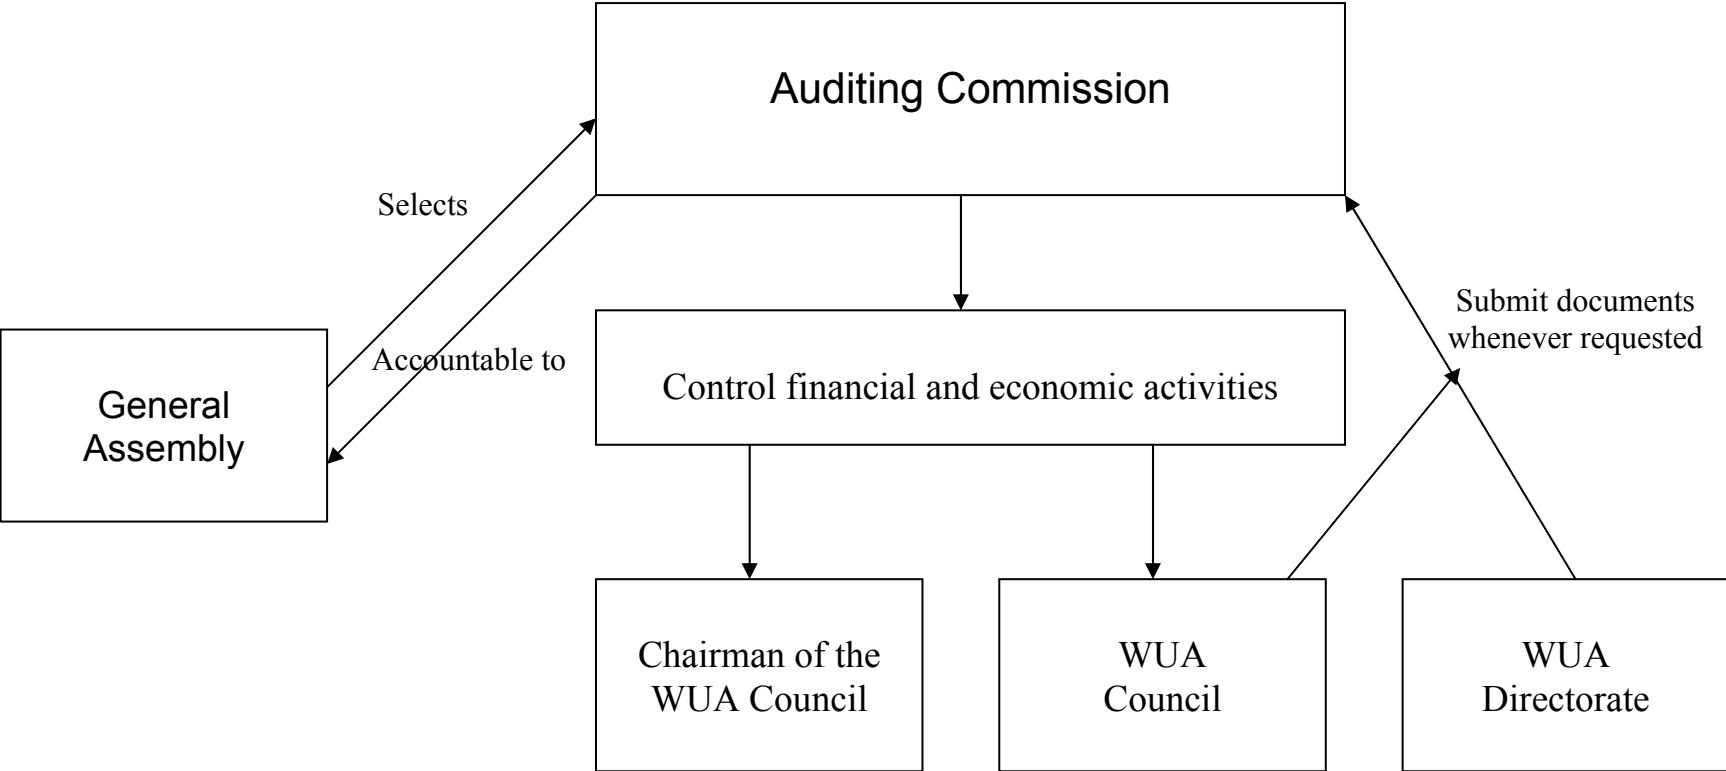 Auditing Commission
Selects
Submit documents
whenever requested
Accountable to
Control financial and economic activities
General
Assembly
Chairman of the
WUA Council
WUA
Council
WUA
Directorate